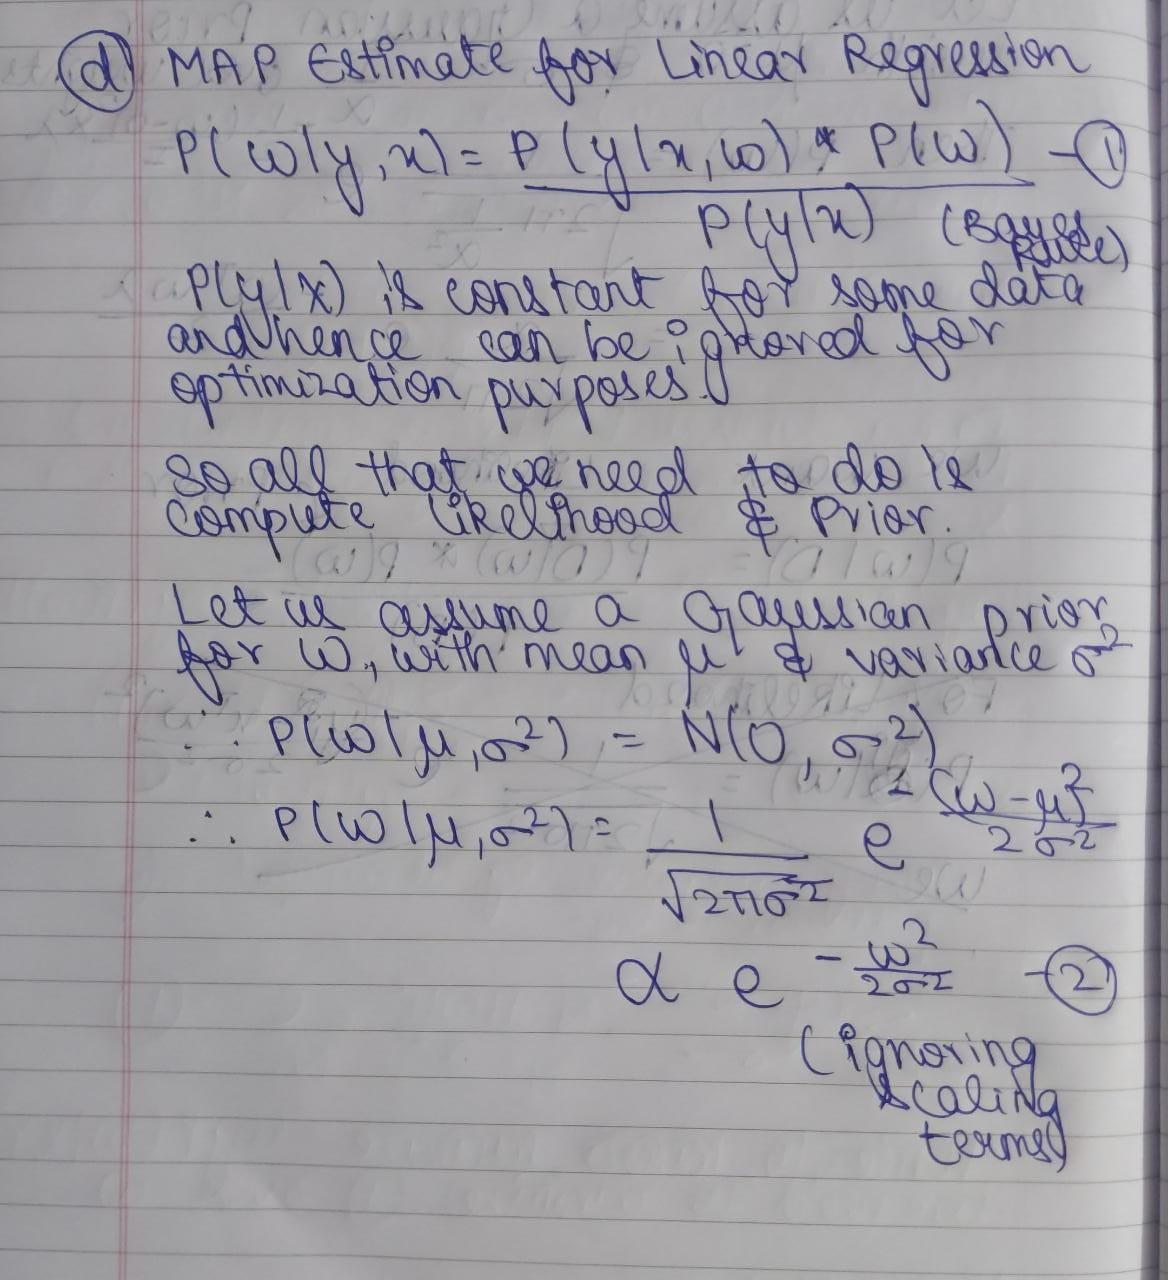 (d) MAP Estimate for Linear Regression
P(w|y,x) = P(y|x,w) * P(w) -(1)
P(y|x) (Bayes
Rule)
P(y|x) is constant for some data
and hence can be ignored for
optimization purposes.
So all that we need to do is
compute likelihood & Prior.
Let us assume a Gaussian prior
for w, with mean μ & variance σ²
∴ P(w|μ,σ²) = N(0,σ²)
∴ P(w|μ,σ²) = 1/√2πσ² e^-(w-μ)²/2σ²
α e^-w²/2σ² -(2)
(ignoring
scaling
terms)